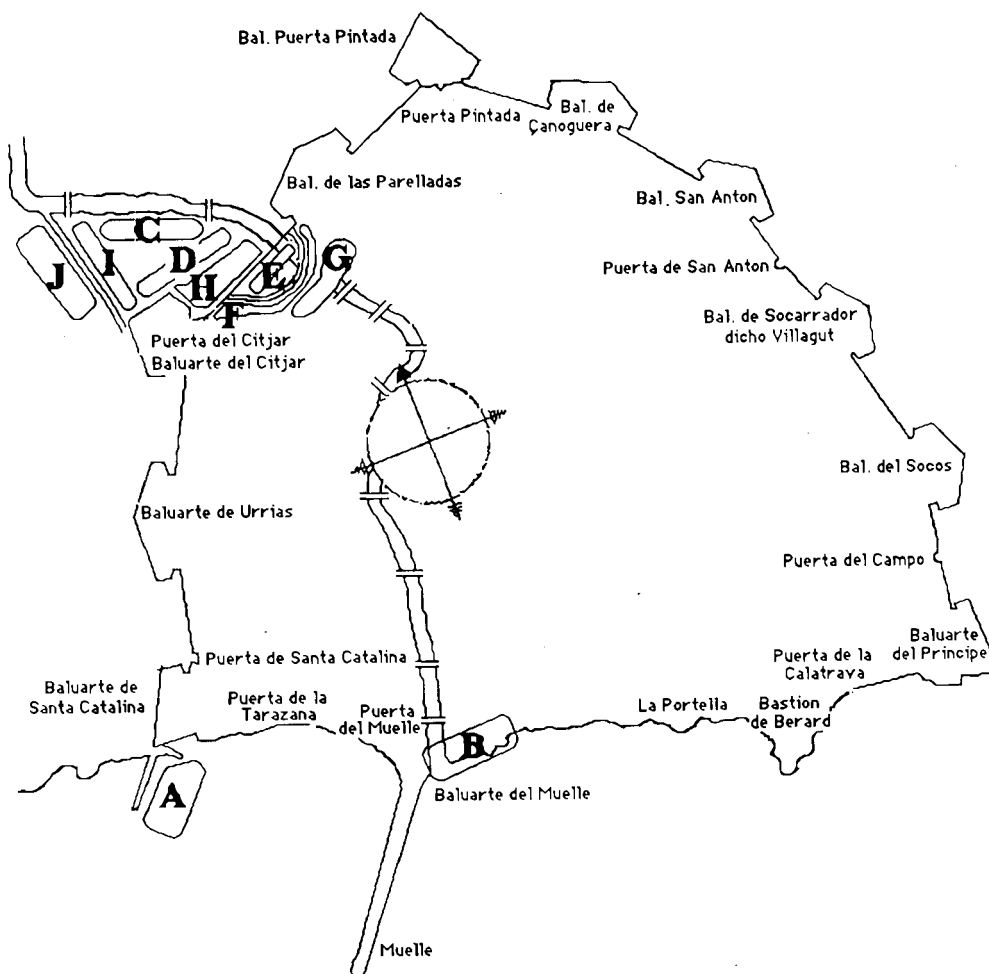 Bal. Puerta Pintada
Puerta Pintada
Bal. de
Çanoguera
Bal. de las Parelladas
Bal. San Anton
C
J
I
D
H
E
G
F
Puerta de San Anton
Bal. de Socarrador
dicho Villagut
Puerta del Citjar
Baluarte del Citjar
Bal. del Socos
Baluarte de Urrias
Puerta del Campo
Puerta de Santa Catalina
Baluarte
del Principe
Puerta de la
Calatrava
Baluarte de
Santa Catalina
Puerta de la
Tarazana
Puerta
del Muelle
La Portella
Bastion
de Berard
B
A
Baluarte del Muelle
Muelle